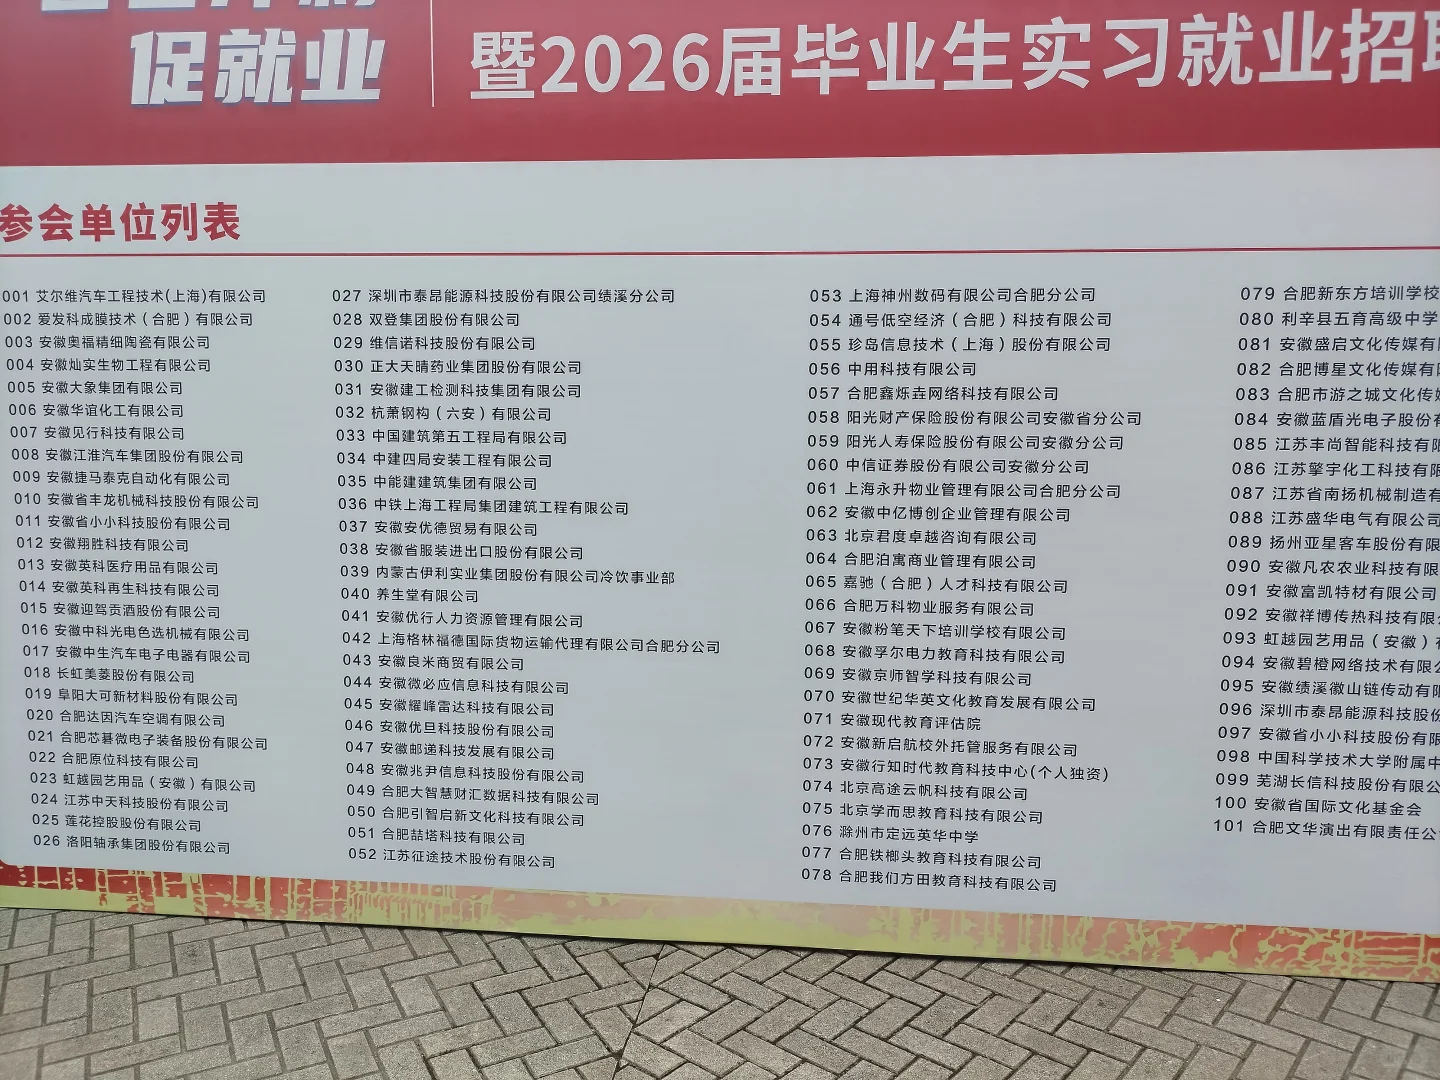 促就业
暨2026届毕业生实习就业招聘
参会单位列表
001 艾尔维汽车工程技术(上海)有限公司
002 爱发科成膜技术（合肥）有限公司
003 安徽奥福精细陶瓷有限公司
004 安徽灿实生物工程有限公司
005 安徽大象集团有限公司
006 安徽华谊化工有限公司
007 安徽见行科技有限公司
008 安徽江淮汽车集团股份有限公司
009 安徽捷马泰克自动化有限公司
010 安徽省丰龙机械科技股份有限公司
011 安徽省小小科技股份有限公司
012 安徽翔胜科技有限公司
013 安徽英科医疗用品有限公司
014 安徽英科再生科技有限公司
015 安徽迎驾贡酒股份有限公司
016 安徽中科光电色选机械有限公司
017 安徽中生汽车电子电器有限公司
018 长虹美菱股份有限公司
019 阜阳大可新材料股份有限公司
020 合肥达因汽车空调有限公司
021 合肥芯碁微电子装备股份有限公司
022 合肥原位科技有限公司
023 虹越园艺用品（安徽）有限公司
024 江苏中天科技股份有限公司
025 莲花控股股份有限公司
026 洛阳轴承集团股份有限公司
027 深圳市泰昂能源科技股份有限公司绩溪分公司
028 双登集团股份有限公司
029 维信诺科技股份有限公司
030 正大天晴药业集团股份有限公司
031 安徽建工检测科技集团有限公司
032 杭萧钢构（六安）有限公司
033 中国建筑第五工程局有限公司
034 中建四局安装工程有限公司
035 中能建建筑集团有限公司
036 中铁上海工程局集团建筑工程有限公司
037 安徽安优德贸易有限公司
038 安徽省服装进出口股份有限公司
039 内蒙古伊利实业集团股份有限公司冷饮事业部
040 养生堂有限公司
041 安徽优行人力资源管理有限公司
042 上海格林福德国际货物运输代理有限公司合肥分公司
043 安徽良米商贸有限公司
044 安徽微必应信息科技有限公司
045 安徽耀峰雷达科技有限公司
046 安徽优旦科技股份有限公司
047 安徽邮递科技发展有限公司
048 安徽兆尹信息科技股份有限公司
049 合肥大智慧财汇数据科技有限公司
050 合肥引智启新文化科技有限公司
051 合肥喆塔科技有限公司
052 江苏征途技术股份有限公司
053 上海神州数码有限公司合肥分公司
054 通号低空经济（合肥）科技有限公司
055 珍岛信息技术（上海）股份有限公司
056 中用科技有限公司
057 合肥鑫烁垚网络科技有限公司
058 阳光财产保险股份有限公司安徽省分公司
059 阳光人寿保险股份有限公司安徽分公司
060 中信证券股份有限公司安徽分公司
061 上海永升物业管理有限公司合肥分公司
062 安徽中亿博创企业管理有限公司
063 北京君度卓越咨询有限公司
064 合肥泊寓商业管理有限公司
065 嘉驰（合肥）人才科技有限公司
066 合肥万科物业服务有限公司
067 安徽粉笔天下培训学校有限公司
068 安徽孚尔电力教育科技有限公司
069 安徽京师智学科技有限公司
070 安徽世纪华英文化教育发展有限公司
071 安徽现代教育评估院
072 安徽新启航校外托管服务有限公司
073 安徽行知时代教育科技中心(个人独资)
074 北京高途云帆科技有限公司
075 北京学而思教育科技有限公司
076 滁州市定远英华中学
077 合肥铁榔头教育科技有限公司
078 合肥我们方田教育科技有限公司
079 合肥新东方培训学校
080 利辛县五育高级中学
081 安徽盛启文化传媒有
082 合肥博星文化传媒有
083 合肥市游之城文化传媒
084 安徽蓝盾光电子股份有
085 江苏丰尚智能科技有限
086 江苏擎宇化工科技有限
087 江苏省南扬机械制造有
088 江苏盛华电气有限公司
089 扬州亚星客车股份有限
090 安徽凡农农业科技有限
091 安徽富凯特材有限公司
092 安徽祥博传热科技有限公
093 虹越园艺用品（安徽）有
094 安徽碧橙网络技术有限公
095 安徽绩溪徽山链传动有限
096 深圳市泰昂能源科技股份
097 安徽省小小科技股份有限
098 中国科学技术大学附属中
099 芜湖长信科技股份有限公
100 安徽省国际文化基金会
101 合肥文华演出有限责任公